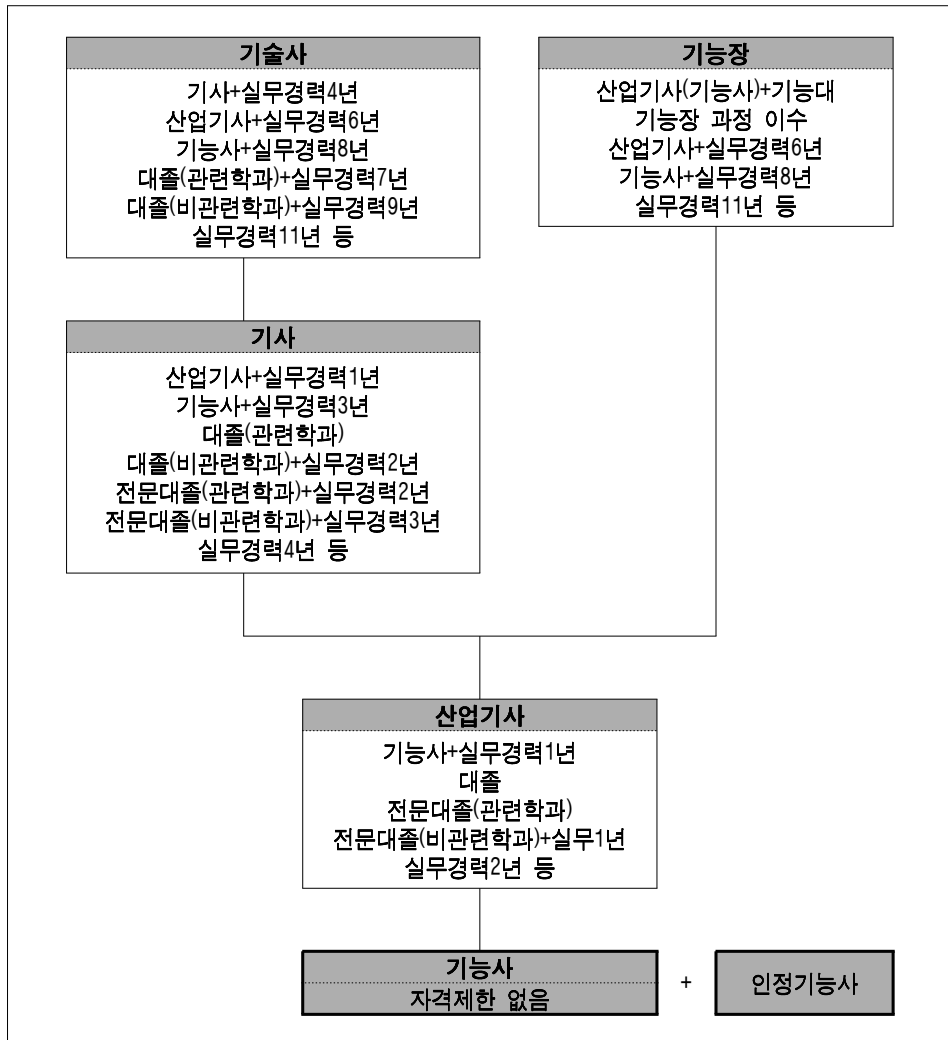 기술사
기사+실무경력4년
산업기사+실무경력6년
기능사+실무경력8년
대졸(관련학과)+실무경력7년
대졸(비관련학과)+실무경력9년
실무경력11년 등
기능장
산업기사(기능사)+기능대
기능장 과정 이수
산업기사+실무경력6년
기능사+실무경력8년
실무경력11년 등
기사
산업기사+실무경력1년
기능사+실무경력3년
대졸(관련학과)
대졸(비관련학과)+실무경력2년
전문대졸(관련학과)+실무경력2년
전문대졸(비관련학과)+실무경력3년
실무경력4년 등
산업기사
기능사+실무경력1년
대졸
전문대졸(관련학과)
전문대졸(비관련학과)+실무1년
실무경력2년 등
기능사
자격제한 없음
+
인정기능사